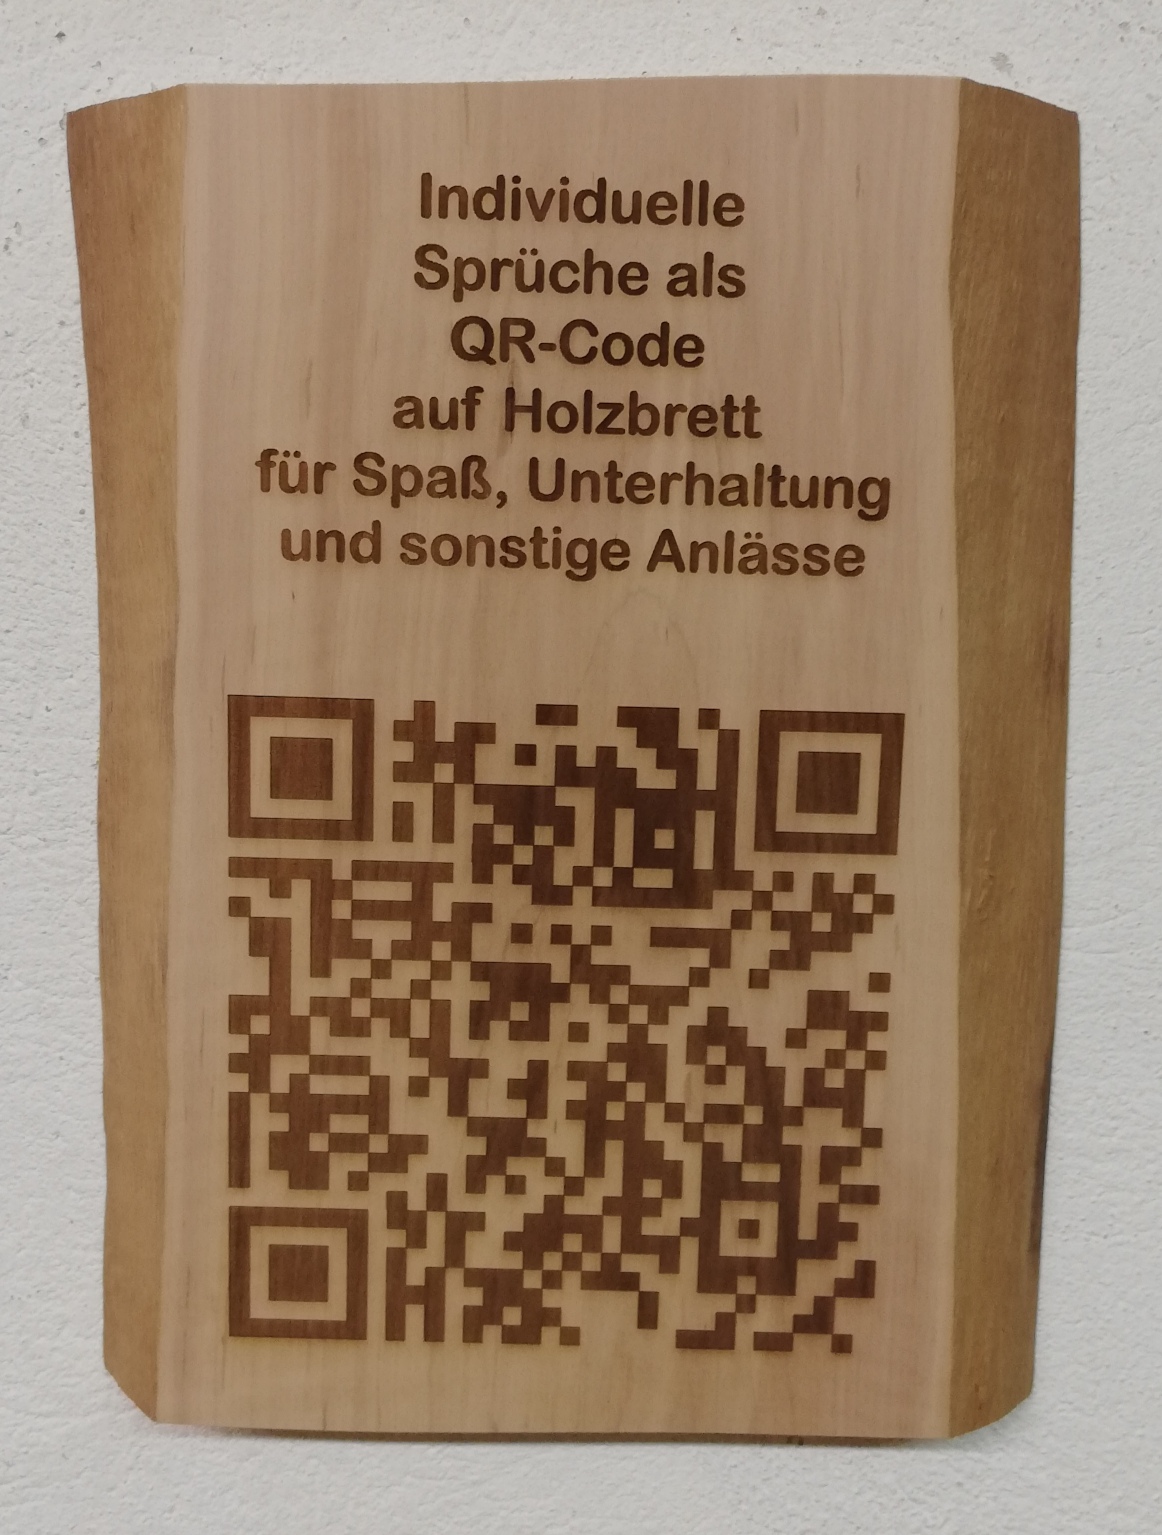 Individuelle
Sprüche als
QR-Code
auf Holzbrett
für Spaß, Unterhaltung
und sonstige Anlässe